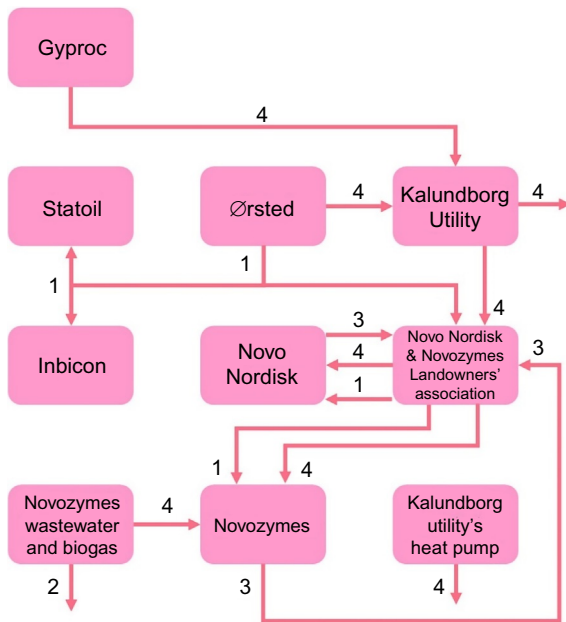 Gyproc
4
Statoil
Ørsted
4
Kalundborg
Utility
4
1
1
4
Inbicon
Novo
Nordisk
3
4
1
Novo Nordisk
& Novozymes
Landowners’
association
3
1
4
Novozymes
wastewater
and biogas
4
Novozymes
Kalundborg
utility’s
heat pump
2
3
4